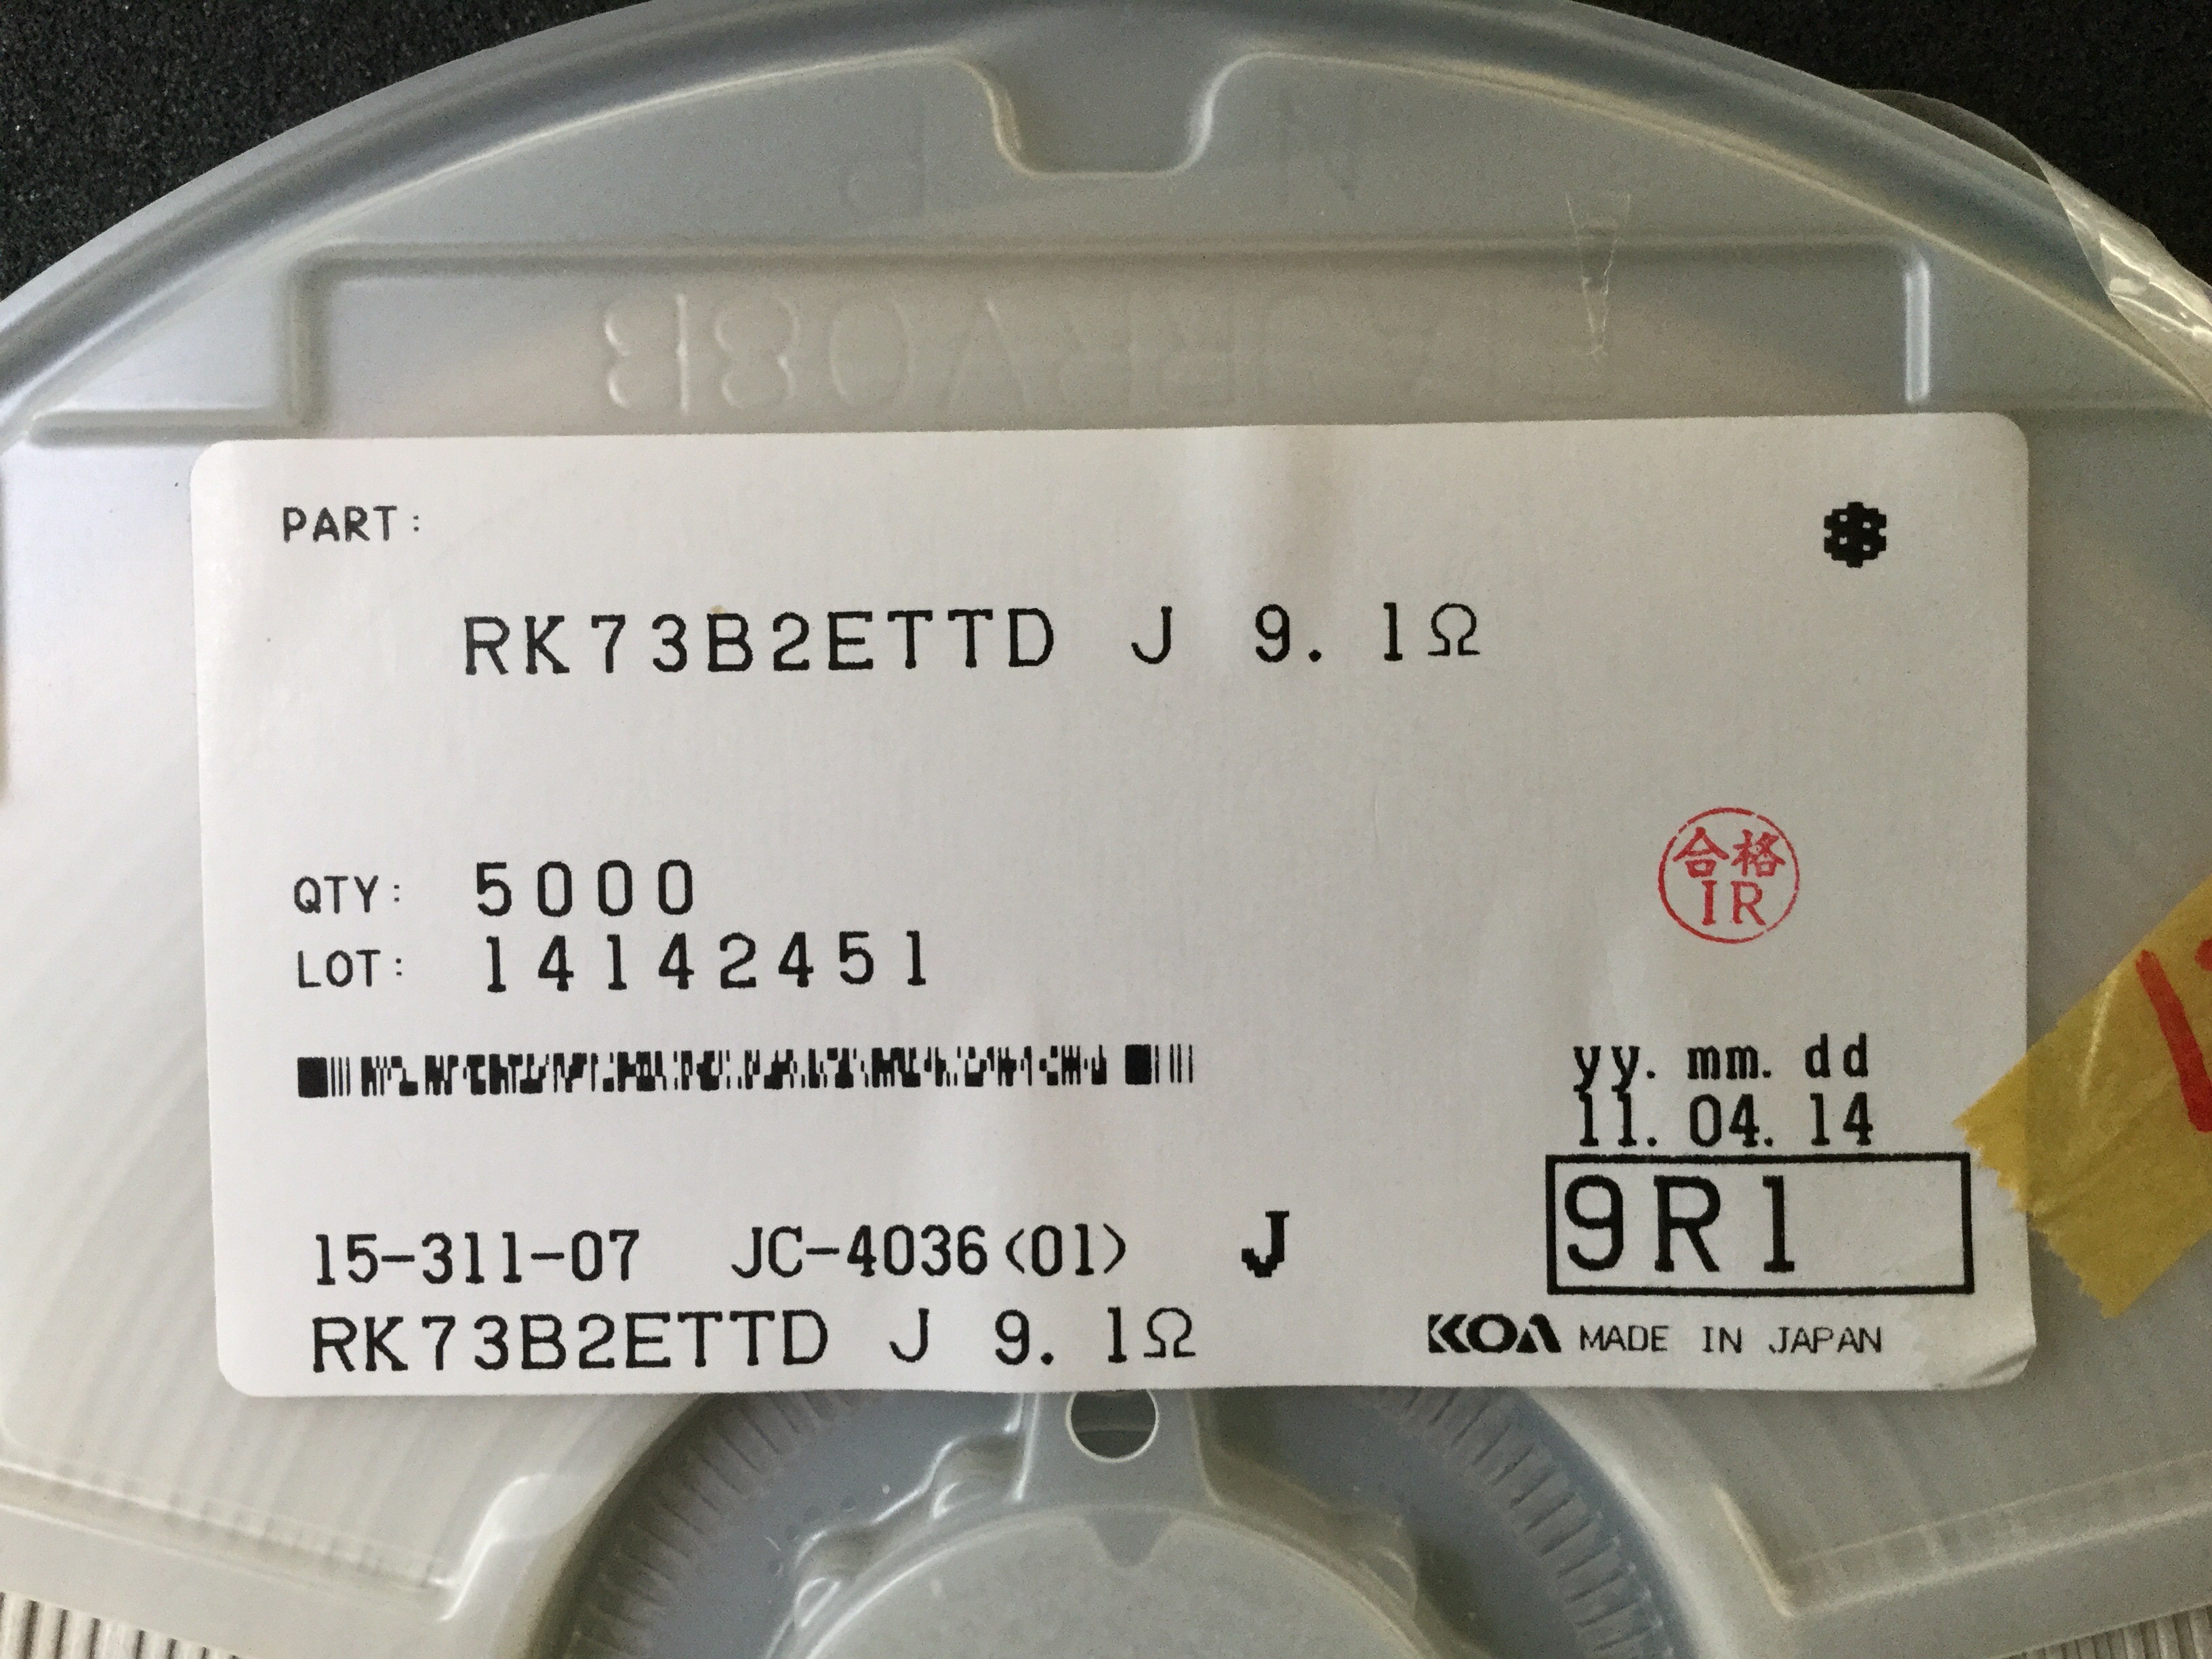 PART:
✽
RK73B2ETTD J 9.1Ω
QTY: 5000
合格
IR
LOT: 14142451
yy. mm. dd
11. 04. 14
9R1
15-311-07 JC-4036<01> J
RK73B2ETTD J 9.1Ω
KOA MADE IN JAPAN